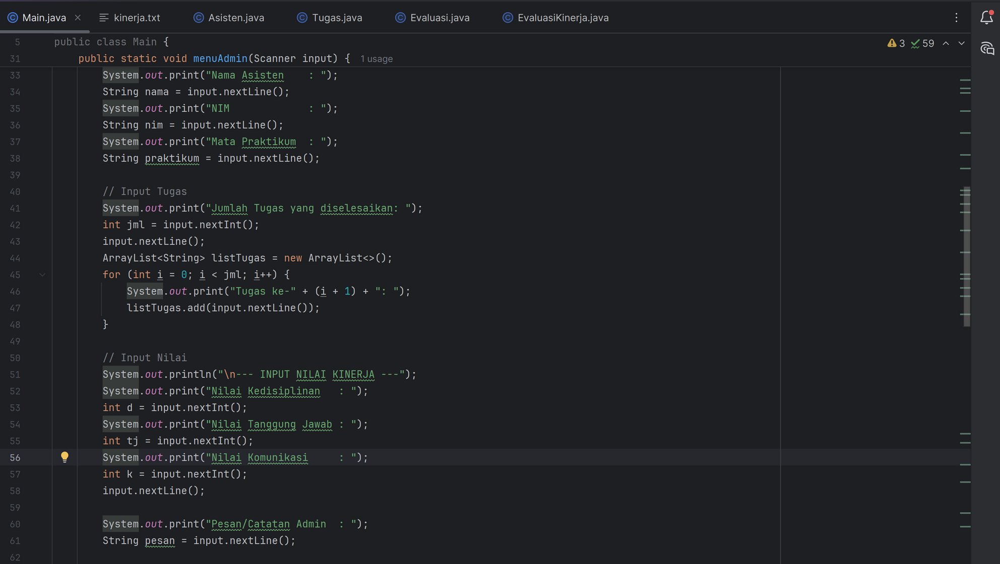 Main.java kinerja.txt Asisten.java Tugas.java Evaluasi.java EvaluasiKinerja.java
5 public class Main { 3 59
31 public static void menuAdmin(Scanner input) { 1 usage
33 System.out.print("Nama Asisten    : ");
34 String nama = input.nextLine();
35 System.out.print("NIM             : ");
36 String nim = input.nextLine();
37 System.out.print("Mata Praktikum  : ");
38 String praktikum = input.nextLine();
39
40 // Input Tugas
41 System.out.print("Jumlah Tugas yang diselesaikan: ");
42 int jml = input.nextInt();
43 input.nextLine();
44 ArrayList<String> listTugas = new ArrayList<>();
45 for (int i = 0; i < jml; i++) {
46     System.out.print("Tugas ke-" + (i + 1) + ": ");
47     listTugas.add(input.nextLine());
48 }
49
50 // Input Nilai
51 System.out.println("\n--- INPUT NILAI KINERJA ---");
52 System.out.print("Nilai Kedisiplinan   : ");
53 int d = input.nextInt();
54 System.out.print("Nilai Tanggung Jawab : ");
55 int tj = input.nextInt();
56 System.out.print("Nilai Komunikasi     : ");
57 int k = input.nextInt();
58 input.nextLine();
59
60 System.out.print("Pesan/Catatan Admin  : ");
61 String pesan = input.nextLine();
62